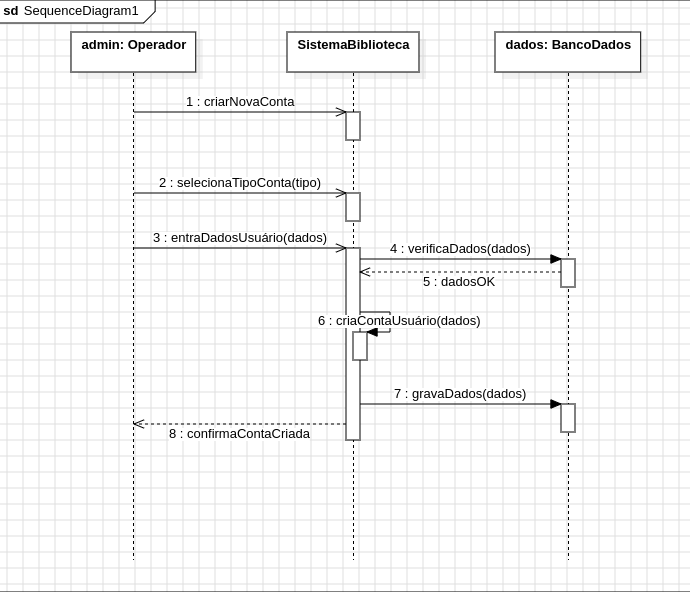 sd SequenceDiagram1
admin: Operador
SistemaBiblioteca
dados: BancoDados
1 : criarNovaConta
2 : selecionaTipoConta(tipo)
3 : entraDadosUsuário(dados)
4 : verificaDados(dados)
5 : dadosOK
6 : criaContaUsuário(dados)
7 : gravaDados(dados)
8 : confirmaContaCriada